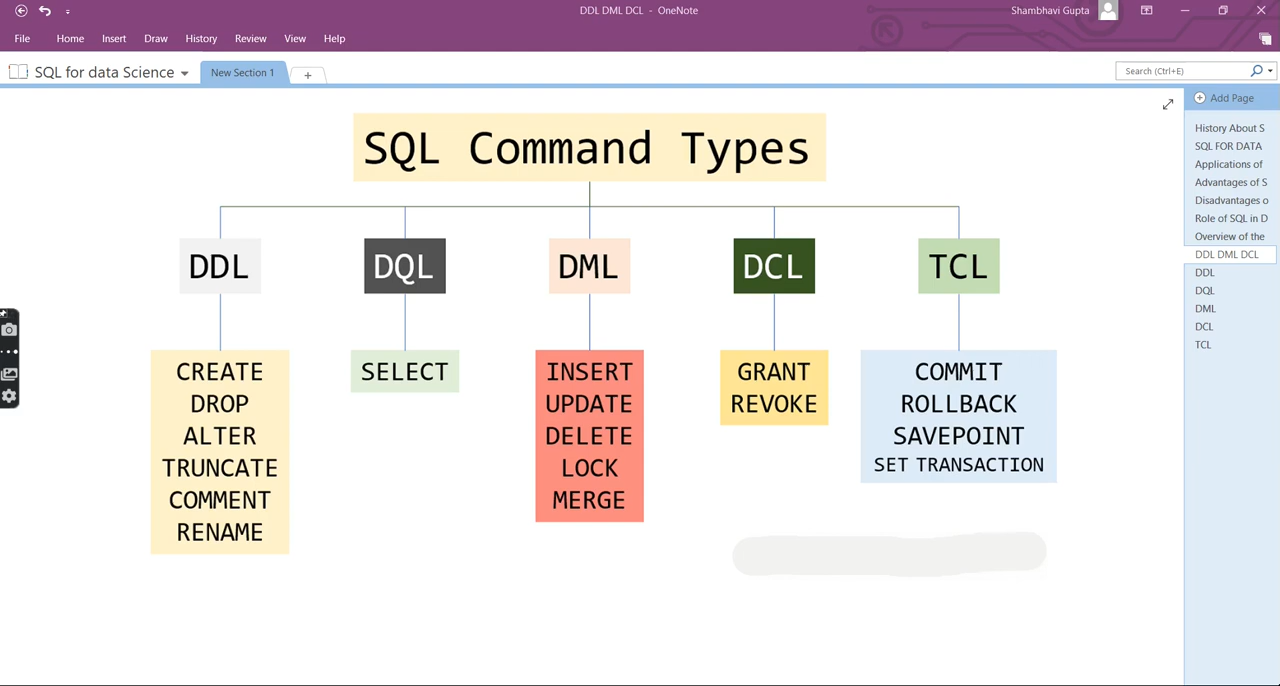 DDL DML DCL - OneNote
Shambhavi Gupta
File Home Insert Draw History Review View Help
SQL for data Science
New Section 1
Search (Ctrl+E)
Add Page
History About S
SQL FOR DATA
Applications of
Advantages of S
Disadvantages o
Role of SQL in D
Overview of the
DDL DML DCL
DDL
DQL
DML
DCL
TCL
SQL Command Types
DDL
CREATE
DROP
ALTER
TRUNCATE
COMMENT
RENAME
DQL
SELECT
DML
INSERT
UPDATE
DELETE
LOCK
MERGE
DCL
GRANT
REVOKE
TCL
COMMIT
ROLLBACK
SAVEPOINT
SET TRANSACTION